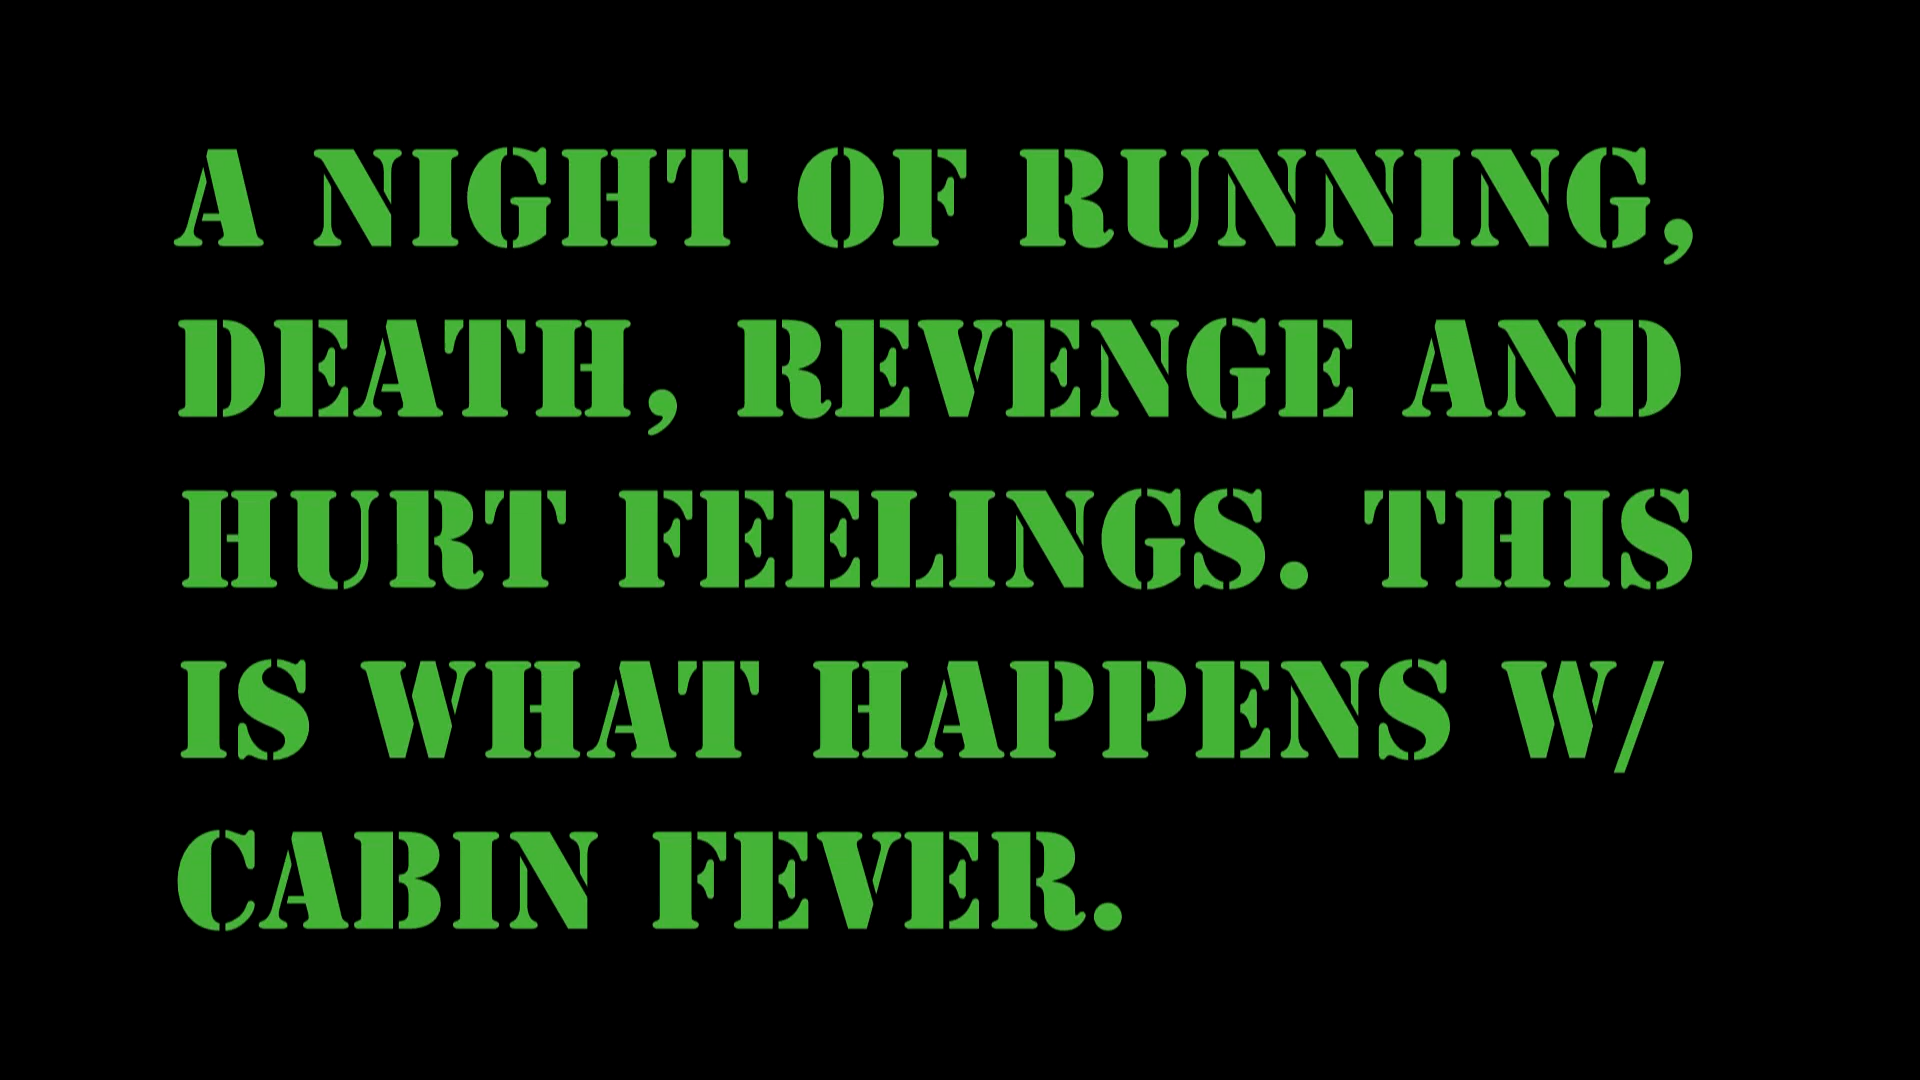 A NIGHT OF RUNNING,
DEATH, REVENGE AND
HURT FEELINGS. THIS
IS WHAT HAPPENS W/
CABIN FEVER.